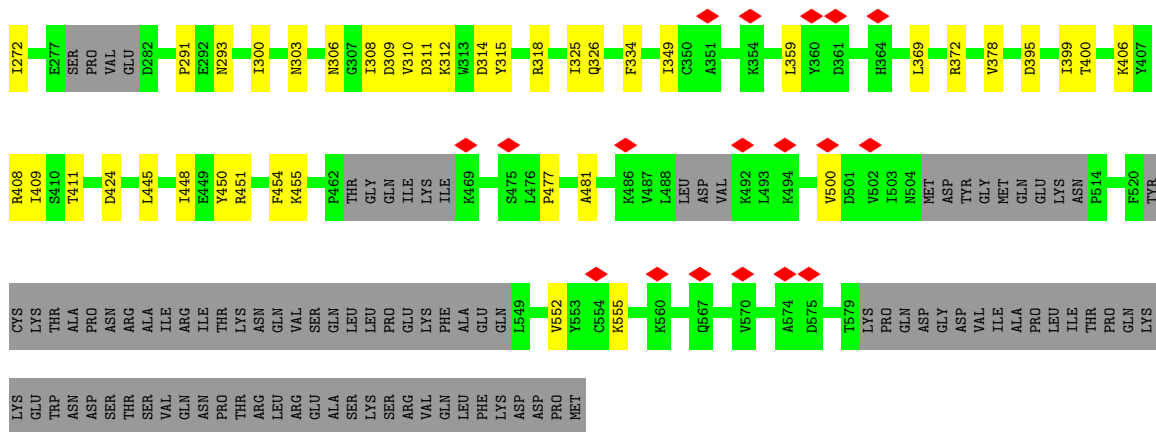 I272 E277 SER PRO VAL GLU D282 P291 E292 N293 I300 N303 N306 G307 I308 D309 V310 D311 K312 W313 D314 Y315 R318 I325 Q326 F334 I349 C350 A351 K354 L359 Y360 D361 H364 L369 R372 V378 D395 I399 T400 K406 Y407
R408 I409 S410 T411 D424 L445 I448 E449 Y450 R451 F454 K455 P462 THR GLY GLN ILE LYS ILE K469 S475 L476 P477 A481 K486 V487 L488 LEU ASP VAL K492 L493 K494 V500 D501 V502 I503 N504 MET ASP TYR GLY MET GLN GLU LYS ASN P514 F520 TYR
CYS LYS THR ALA PRO ASN ARG ALA ILE ARG ILE THR LYS ASN GLN VAL SER GLN LEU LEU PRO GLU LYS PHE ALA GLU GLN L549 V552 Y553 C554 K555 K560 Q567 V570 A574 D575 T579 LYS PRO GLN ASP GLY ASP VAL ILE ALA PRO LEU ILE THR PRO GLN LYS
LYS GLU TRP ASN ASP SER THR SER VAL GLN ASN PRO THR ARG LEU ARG GLU ALA SER LYS SER ARG VAL GLN LEU PHE LYS ASP ASP PRO MET